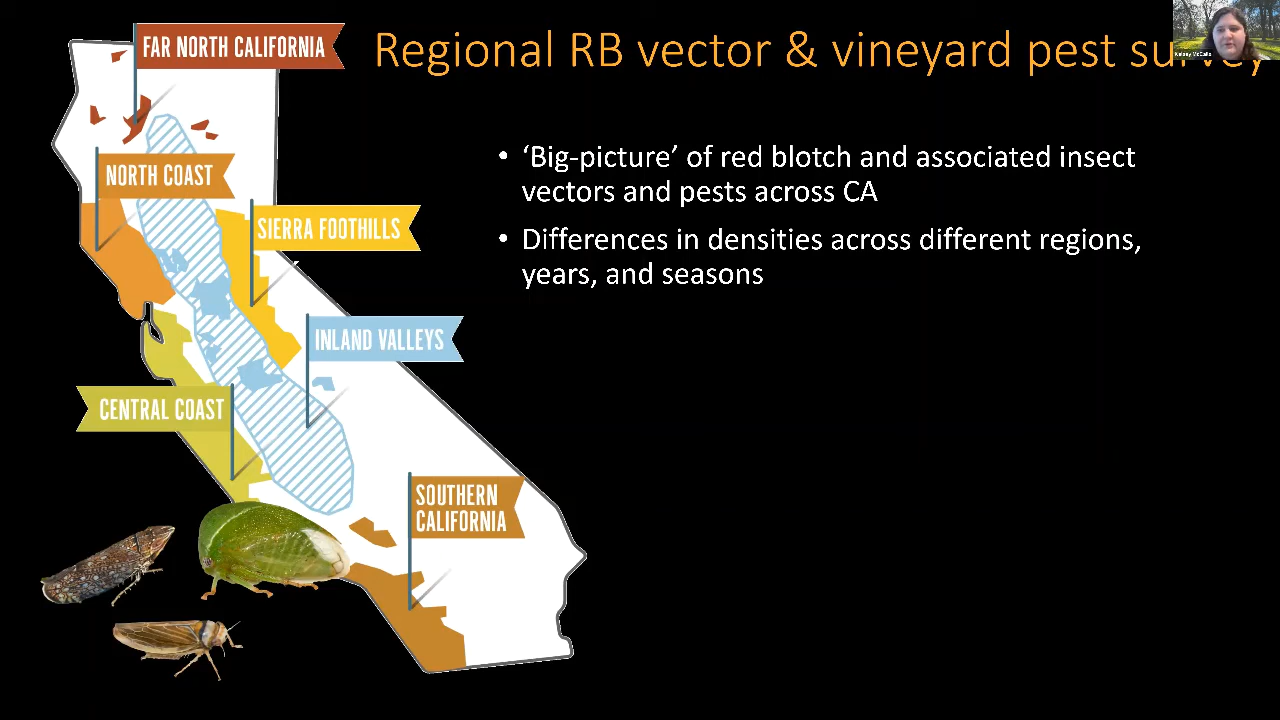 FAR NORTH CALIFORNIA
Regional RB vector & vineyard pest survey
Kelsey McCalla
NORTH COAST
SIERRA FOOTHILLS
INLAND VALLEYS
CENTRAL COAST
SOUTHERN
CALIFORNIA
• ‘Big-picture’ of red blotch and associated insect
vectors and pests across CA
• Differences in densities across different regions,
years, and seasons